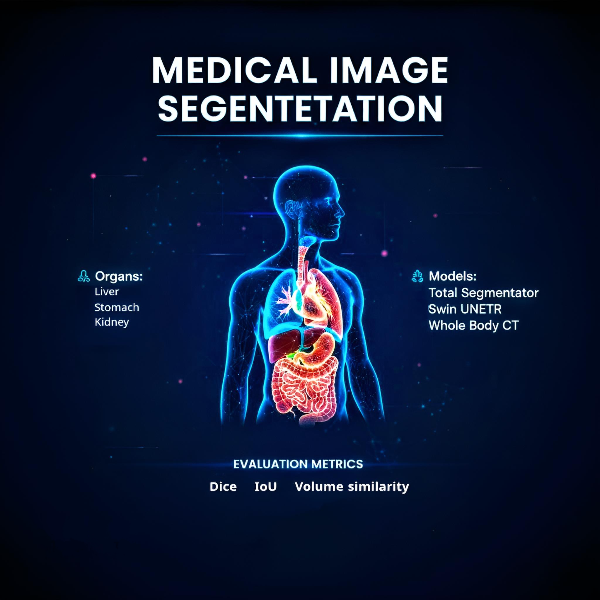 MEDICAL IMAGE
SEGENTETATION
Organs:
Liver
Stomach
Kidney
Models:
Total Segmentator
Swin UNETR
Whole Body CT
EVALUATION METRICS
Dice IoU Volume similarity